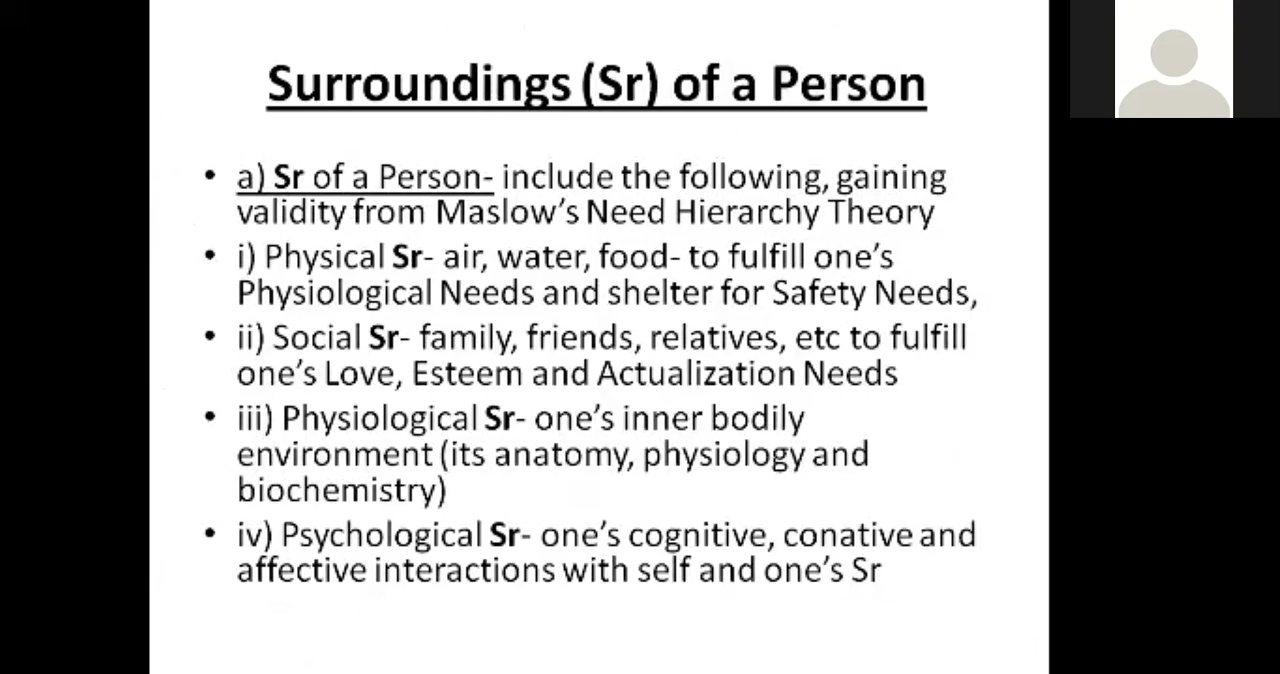 Surroundings (Sr) of a Person
• a) Sr of a Person- include the following, gaining
validity from Maslow's Need Hierarchy Theory
• i) Physical Sr- air, water, food- to fulfill one's
Physiological Needs and shelter for Safety Needs,
• ii) Social Sr- family, friends, relatives, etc to fulfill
one's Love, Esteem and Actualization Needs
• iii) Physiological Sr- one's inner bodily
environment (its anatomy, physiology and
biochemistry)
• iv) Psychological Sr- one's cognitive, conative and
affective interactions with self and one's Sr